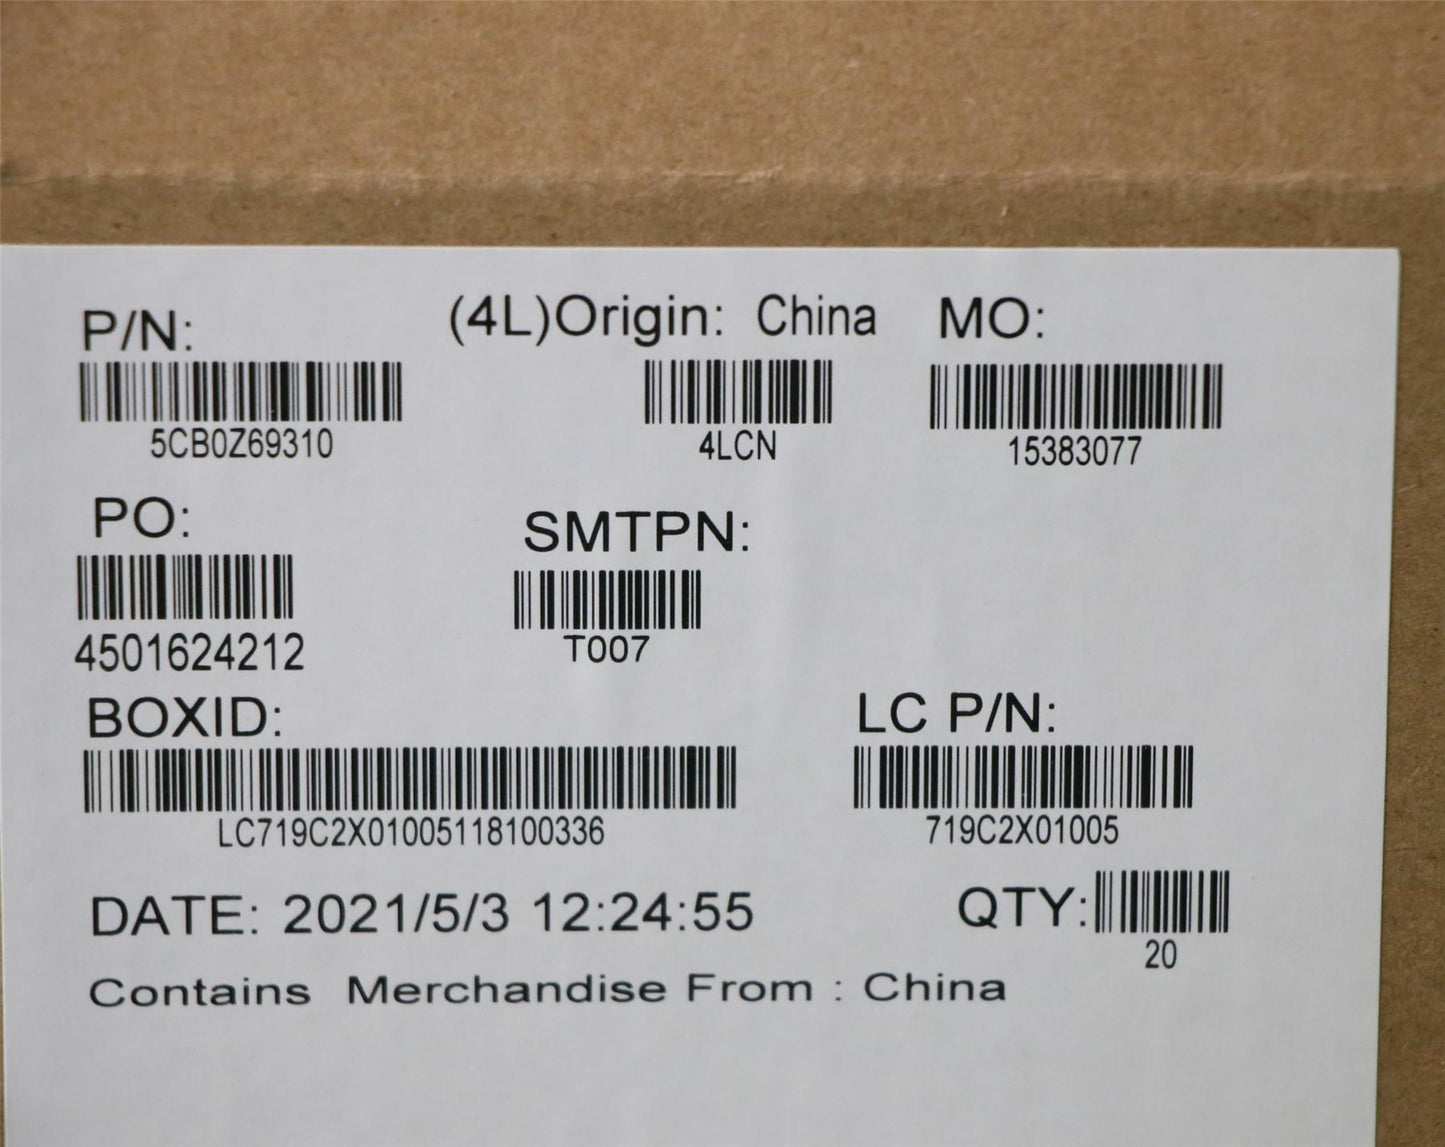 P/N: (4L)Origin: China MO:
5CB0Z69310 4LCN 15383077
PO: SMTPN:
4501624212 T007
BOXID: LC P/N:
LC719C2X01005118100336 719C2X01005
DATE: 2021/5/3 12:24:55 QTY:
20
Contains Merchandise From : China